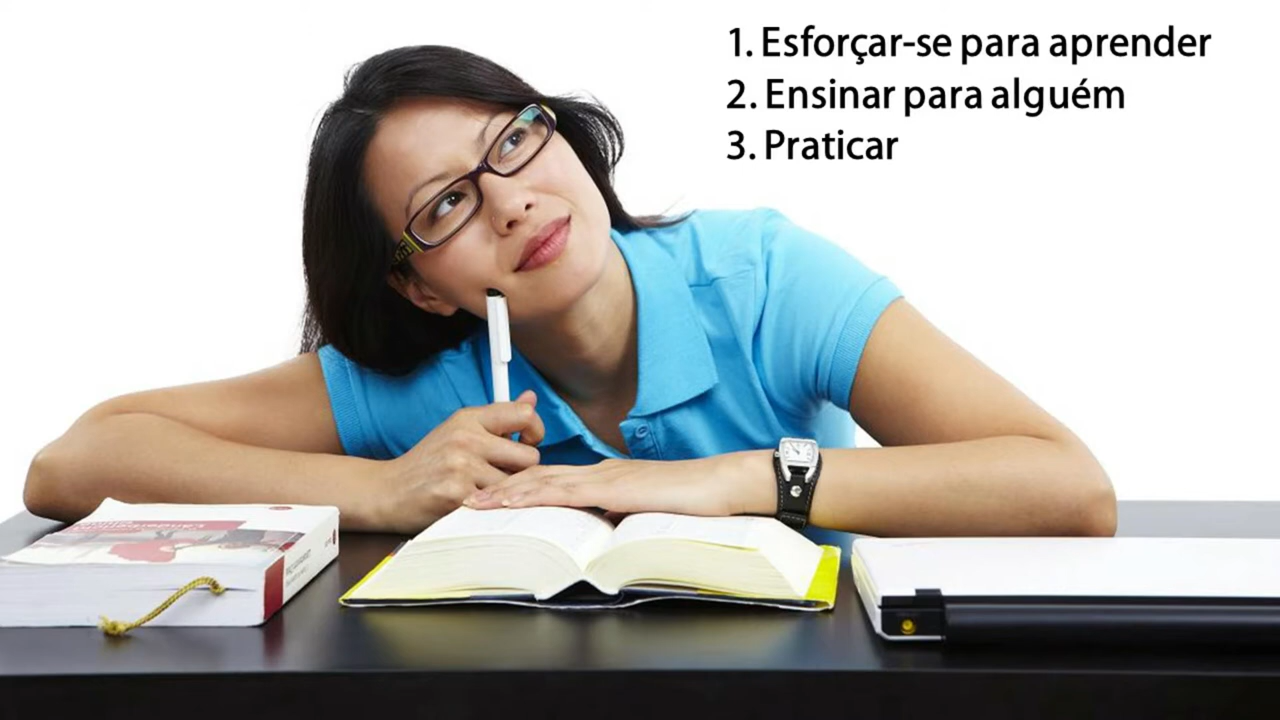 1. Esforçar-se para aprender
2. Ensinar para alguém
3. Praticar